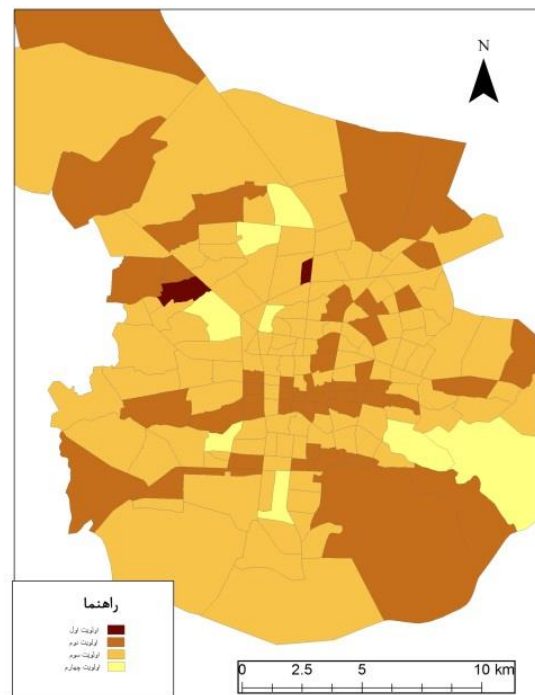 N
راهنما
اولویت اول
اولویت دوم
اولویت سوم
اولویت چهارم
0 2.5 5 10 km